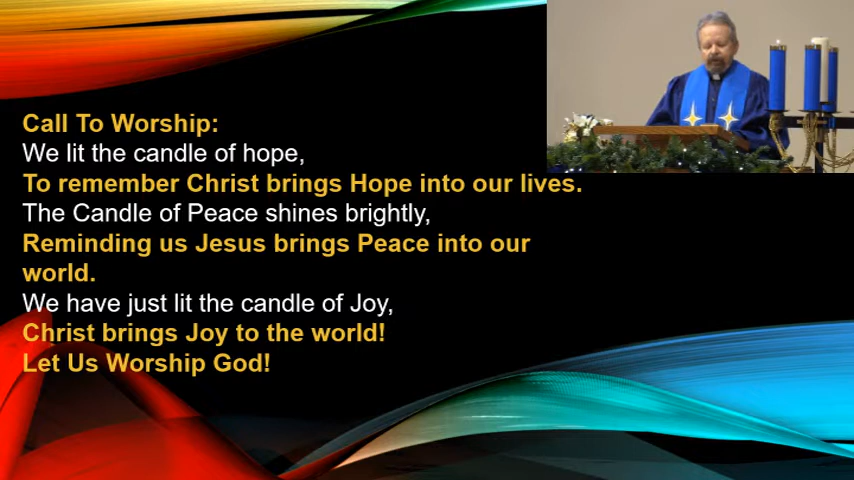 Call To Worship:
We lit the candle of hope,
To remember Christ brings Hope into our lives.
The Candle of Peace shines brightly,
Reminding us Jesus brings Peace into our
world.
We have just lit the candle of Joy,
Christ brings Joy to the world!
Let Us Worship God!